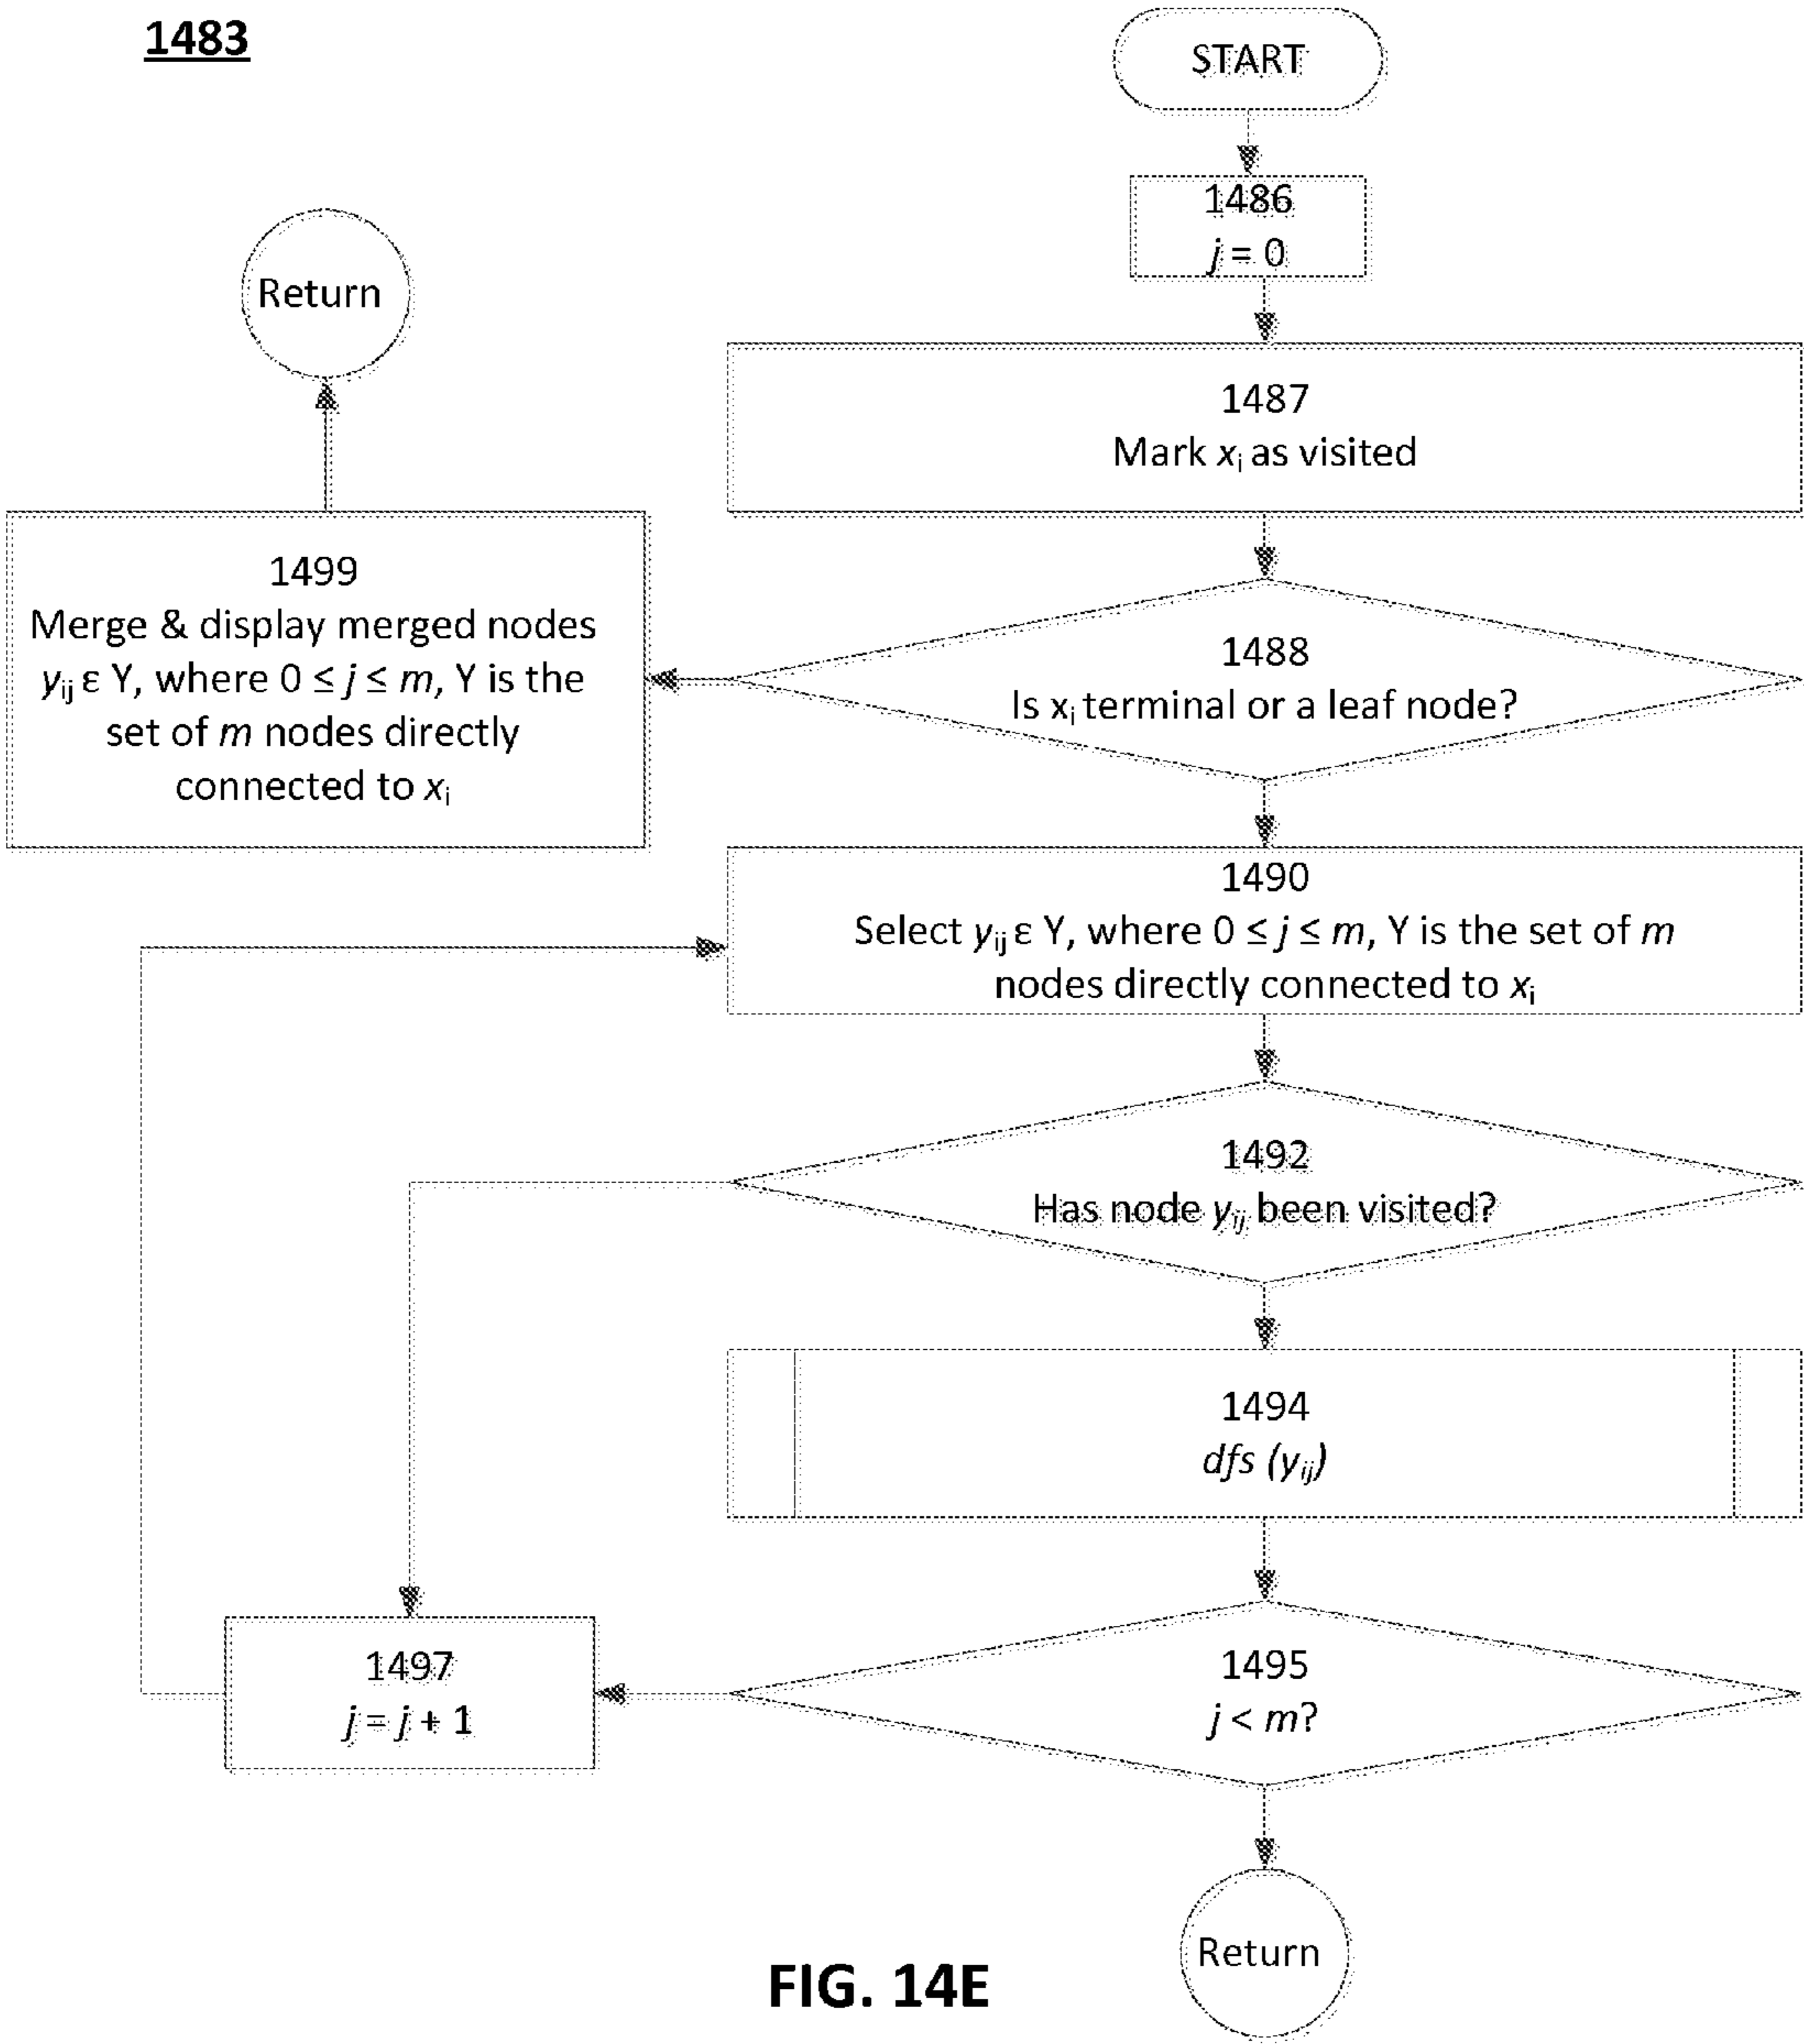 1483
START
1486
j = 0
Return
1487
Mark xi as visited
1499
Merge & display merged nodes
yij ε Y, where 0 ≤ j ≤ m, Y is the
set of m nodes directly
connected to xi
1488
Is xi terminal or a leaf node?
1490
Select yij ε Y, where 0 ≤ j ≤ m, Y is the set of m
nodes directly connected to xi
1492
Has node yij been visited?
1494
dfs (yij)
1497
j = j + 1
1495
j < m?
Return
FIG. 14E